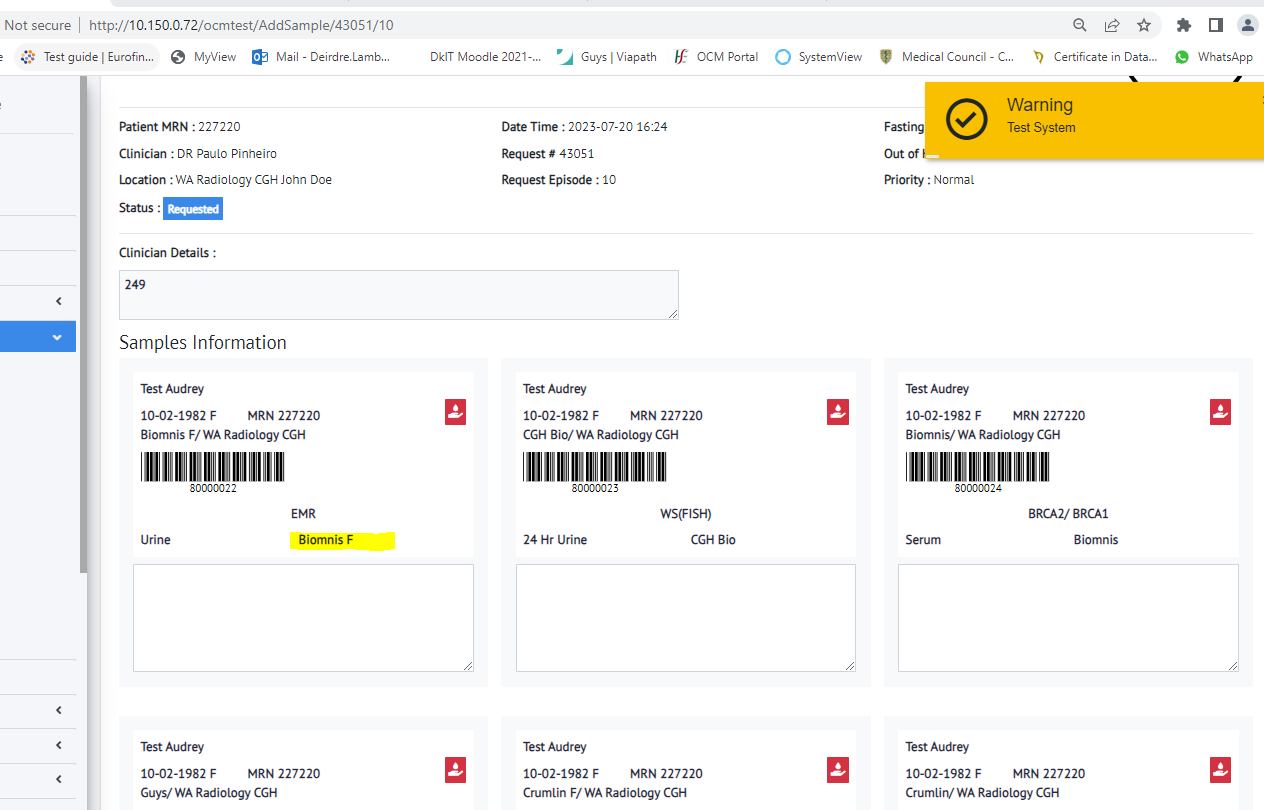 Not secure | http://10.150.0.72/ocmtest/AddSample/43051/10
Test guide | Eurofin... MyView Mail - Deirdre.Lamb... DkIT Moodle 2021-... Guys | Viapath OCM Portal SystemView Medical Council - C... Certificate in Data... WhatsApp
Warning
Test System
Patient MRN : 227220 Date Time : 2023-07-20 16:24 Fasting
Clinician : DR Paulo Pinheiro Request # 43051 Out of
Location : WA Radiology CGH John Doe Request Episode : 10 Priority : Normal
Status : Requested
Clinician Details :
249
Samples Information
Test Audrey Test Audrey Test Audrey
10-02-1982 F MRN 227220 10-02-1982 F MRN 227220 10-02-1982 F MRN 227220
Biomnis F/ WA Radiology CGH CGH Bio/ WA Radiology CGH Biomnis/ WA Radiology CGH
80000022 80000023 80000024
EMR WS(FISH) BRCA2/ BRCA1
Urine Biomnis F 24 Hr Urine CGH Bio Serum Biomnis
Test Audrey Test Audrey Test Audrey
10-02-1982 F MRN 227220 10-02-1982 F MRN 227220 10-02-1982 F MRN 227220
Guys/ WA Radiology CGH Crumlin F/ WA Radiology CGH Crumlin/ WA Radiology CGH